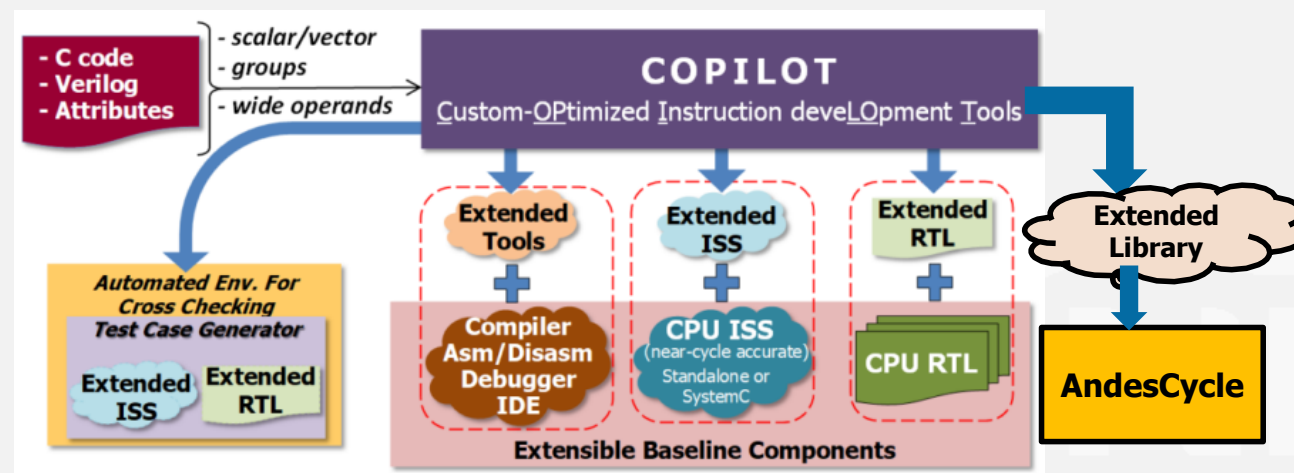 - C code
- Verilog
- Attributes
- scalar/vector
- groups
- wide operands
COPILOT
Custom-OPtimized Instruction deveLOpment Tools
Extended
Tools
Extended
ISS
Extended
RTL
Extended
Library
Automated Env. For
Cross Checking
Test Case Generator
Extended
ISS
Extended
RTL
Compiler
Asm/Disasm
Debugger
IDE
CPU ISS
(near-cycle accurate)
Standalone or
SystemC
CPU RTL
AndesCycle
Extensible Baseline Components